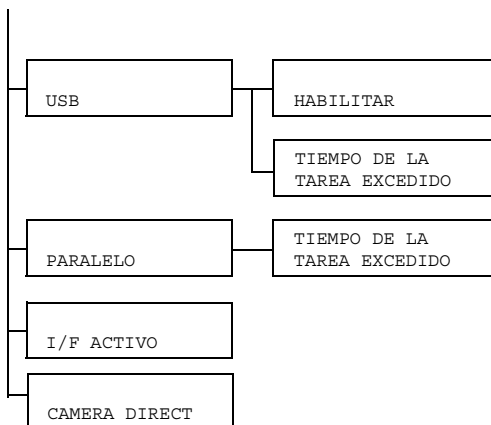 USB
HABILITAR
TIEMPO DE LA
TAREA EXCEDIDO
PARALELO
TIEMPO DE LA
TAREA EXCEDIDO
I/F ACTIVO
CAMERA DIRECT